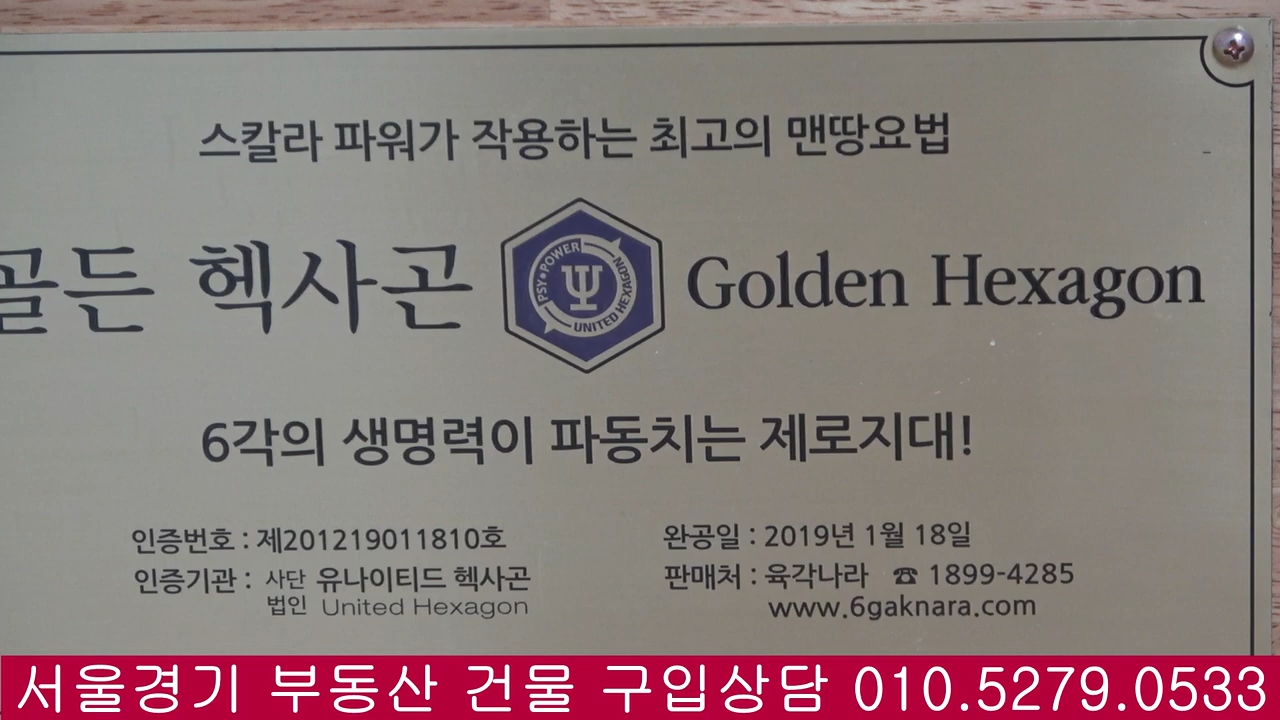 스칼라 파워가 작용하는 최고의 맨땅요법
골든 헥사곤 PSY•POWER UNITED HEXAGON Ψ Golden Hexagon
6각의 생명력이 파동치는 제로지대!
인증번호 : 제201219011810호
인증기관 : 사단 유나이티드 헥사곤
법인 United Hexagon
완공일 : 2019년 1월 18일
판매처 : 육각나라 ☎ 1899-4285
www.6gaknara.com
서울경기 부동산 건물 구입상담 010.5279.0533